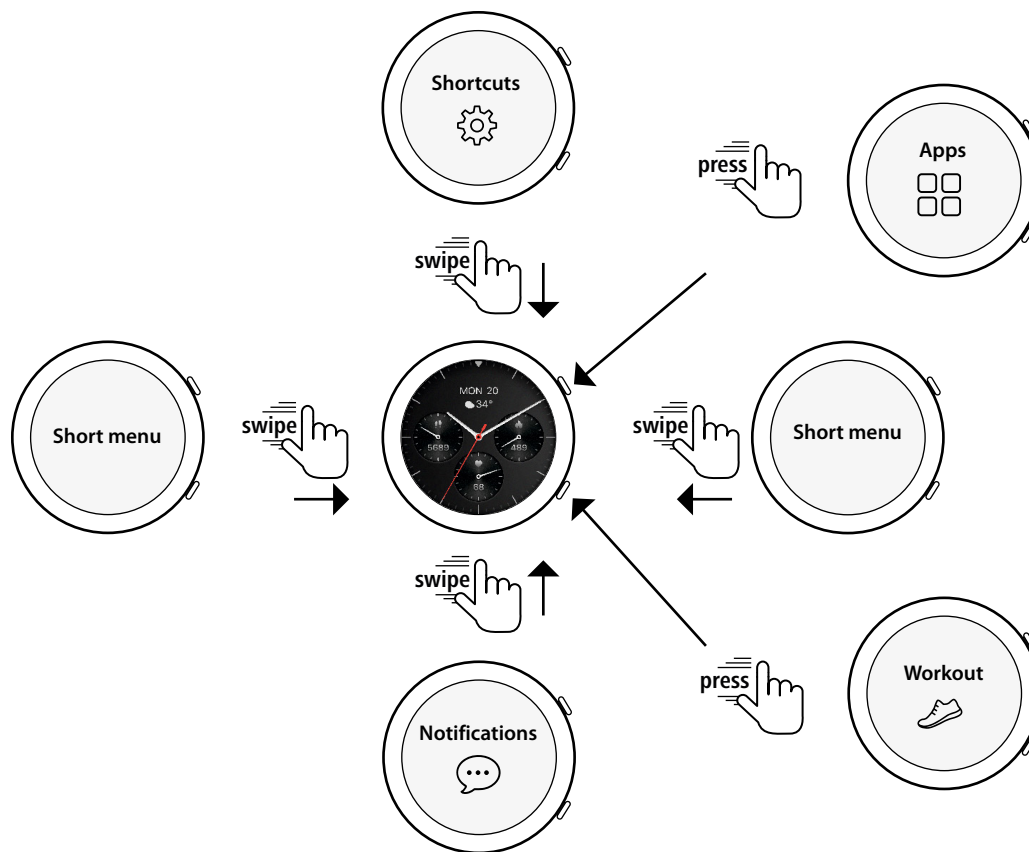 Shortcuts
press
Apps
swipe
MON 20
34°
5689
489
68
Short menu
swipe
swipe
Short menu
swipe
press
Workout
Notifications